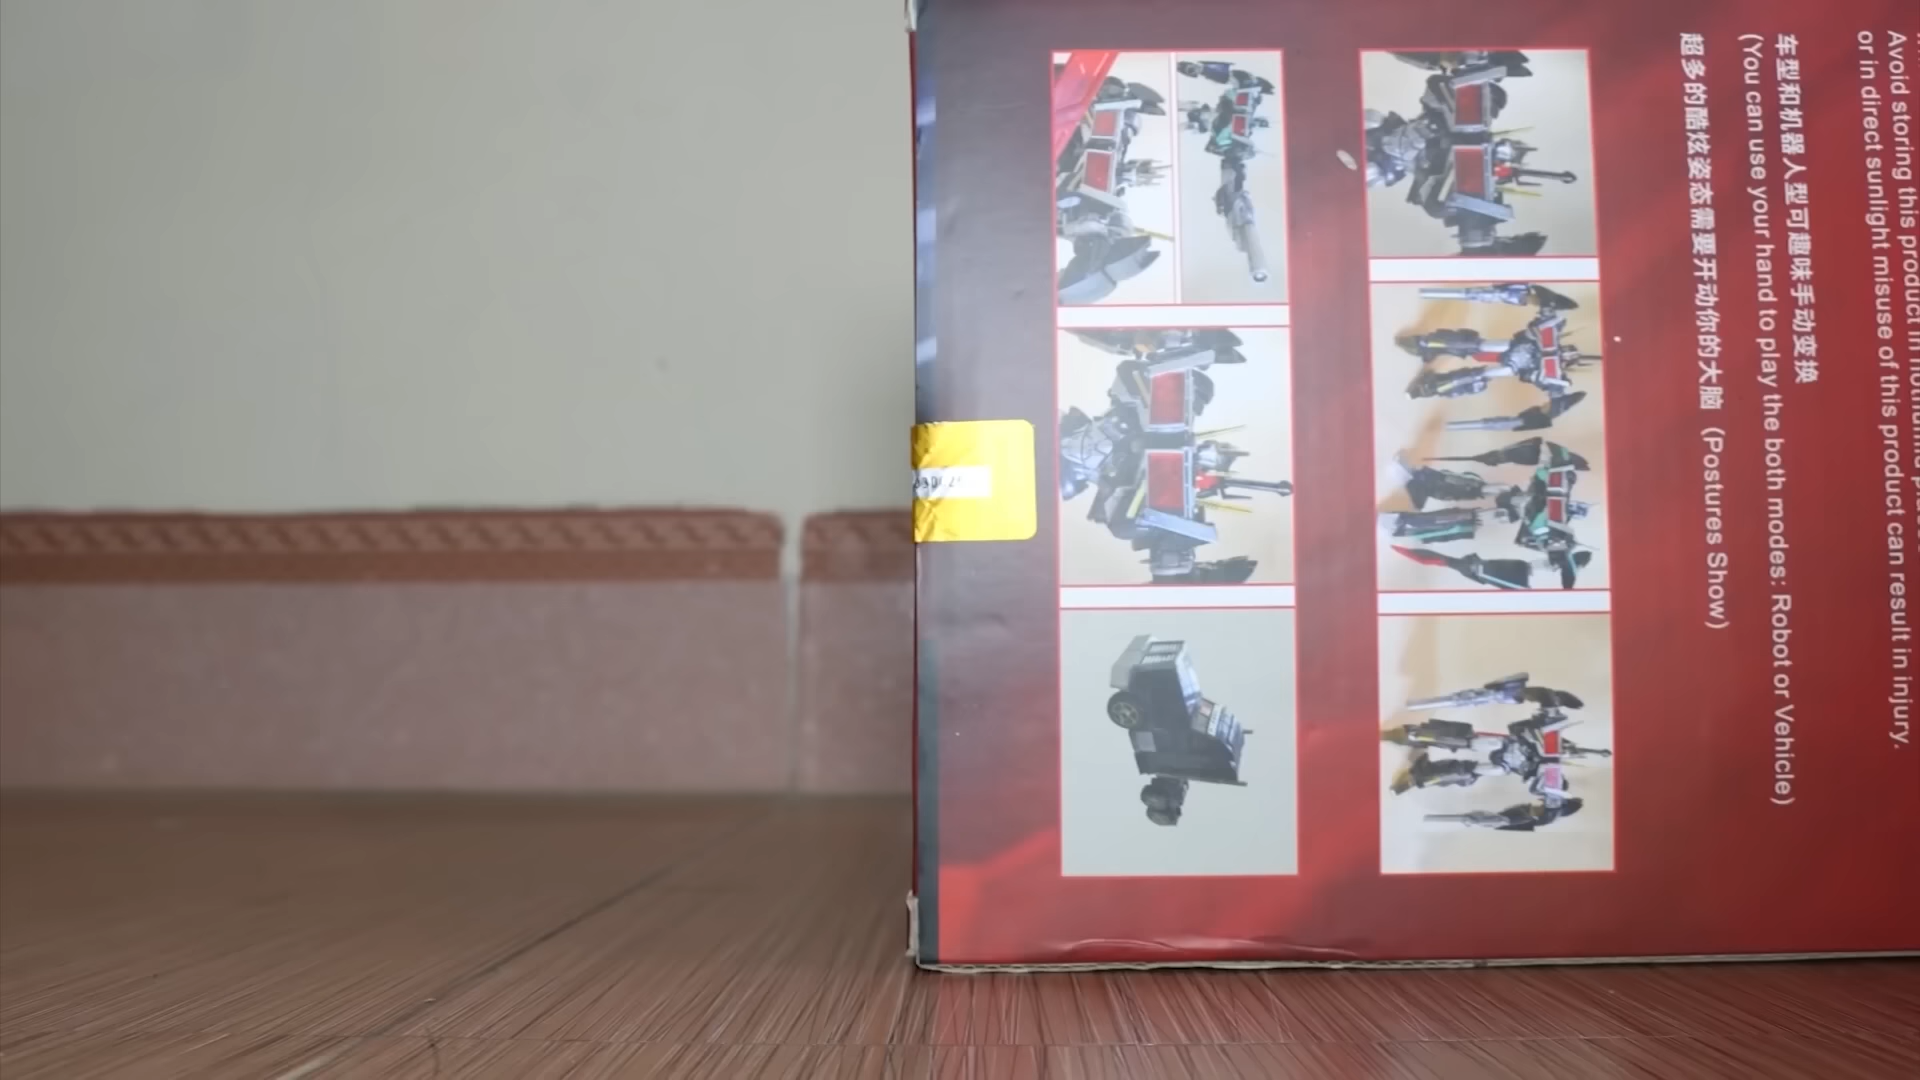 Avoid storing this product in
or in direct sunlight misuse of this product can result in injury.
车型和机器人型可趣味手动变换
(You can use your hand to play the both modes: Robot or Vehicle)
超多的酷炫姿态需要开动你的大脑 (Postures Show)